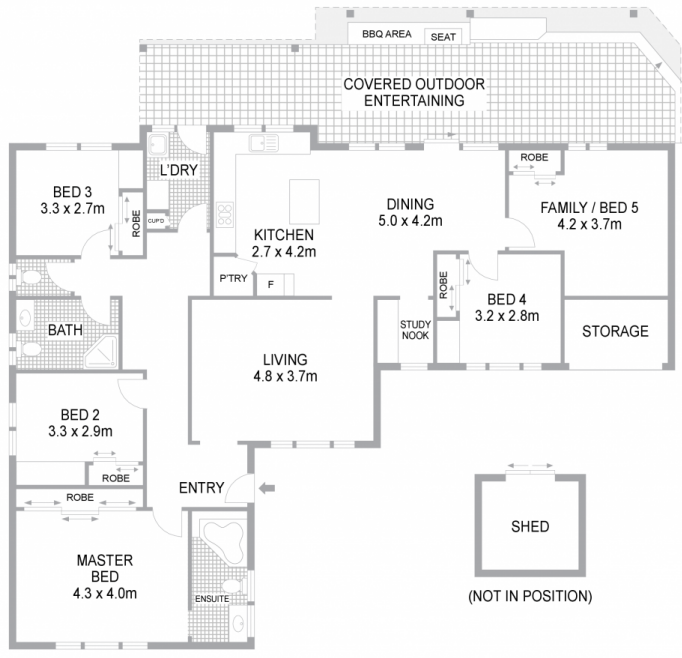 BBQ AREA
SEAT
COVERED OUTDOOR
ENTERTAINING
L'DRY
ROBE
BED 3
3.3 x 2.7m
ROBE
CUP'D
DINING
5.0 x 4.2m
FAMILY / BED 5
4.2 x 3.7m
KITCHEN
2.7 x 4.2m
P'TRY
F
ROBE
BED 4
3.2 x 2.8m
BATH
STUDY
NOOK
STORAGE
LIVING
4.8 x 3.7m
BED 2
3.3 x 2.9m
ROBE
ROBE
ENTRY
SHED
MASTER
BED
4.3 x 4.0m
ENSUITE
(NOT IN POSITION)